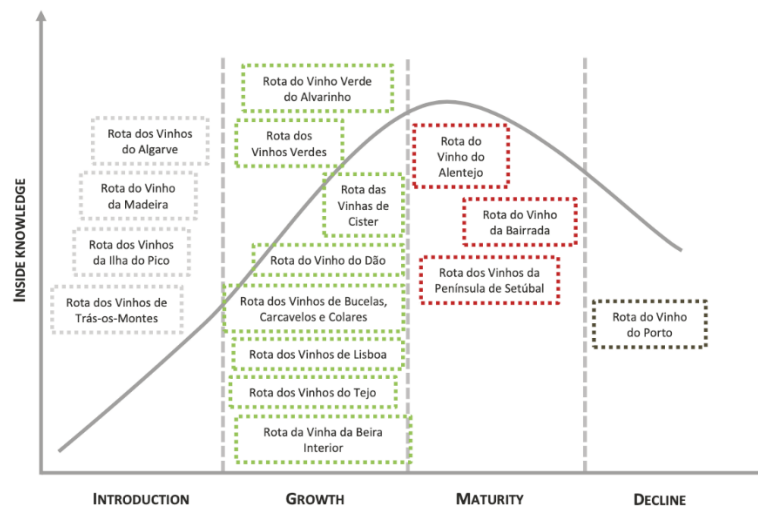 INSIDE KNOWLEDGE
Rota dos Vinhos
do Algarve
Rota do Vinho
da Madeira
Rota dos Vinhos
da Ilha do Pico
Rota dos Vinhos de
Trás-os-Montes
Rota do Vinho Verde
do Alvarinho
Rota dos
Vinhos Verdes
Rota das
Vinhas de
Cister
Rota do Vinho do Dão
Rota dos Vinhos de Bucelas,
Carcavelos e Colares
Rota dos Vinhos de Lisboa
Rota dos Vinhos do Tejo
Rota da Vinha da Beira
Interior
Rota do
Vinho do
Alentejo
Rota do Vinho
da Bairrada
Rota dos Vinhos da
Península de Setúbal
Rota do Vinho
do Porto
INTRODUCTION
GROWTH
MATURITY
DECLINE